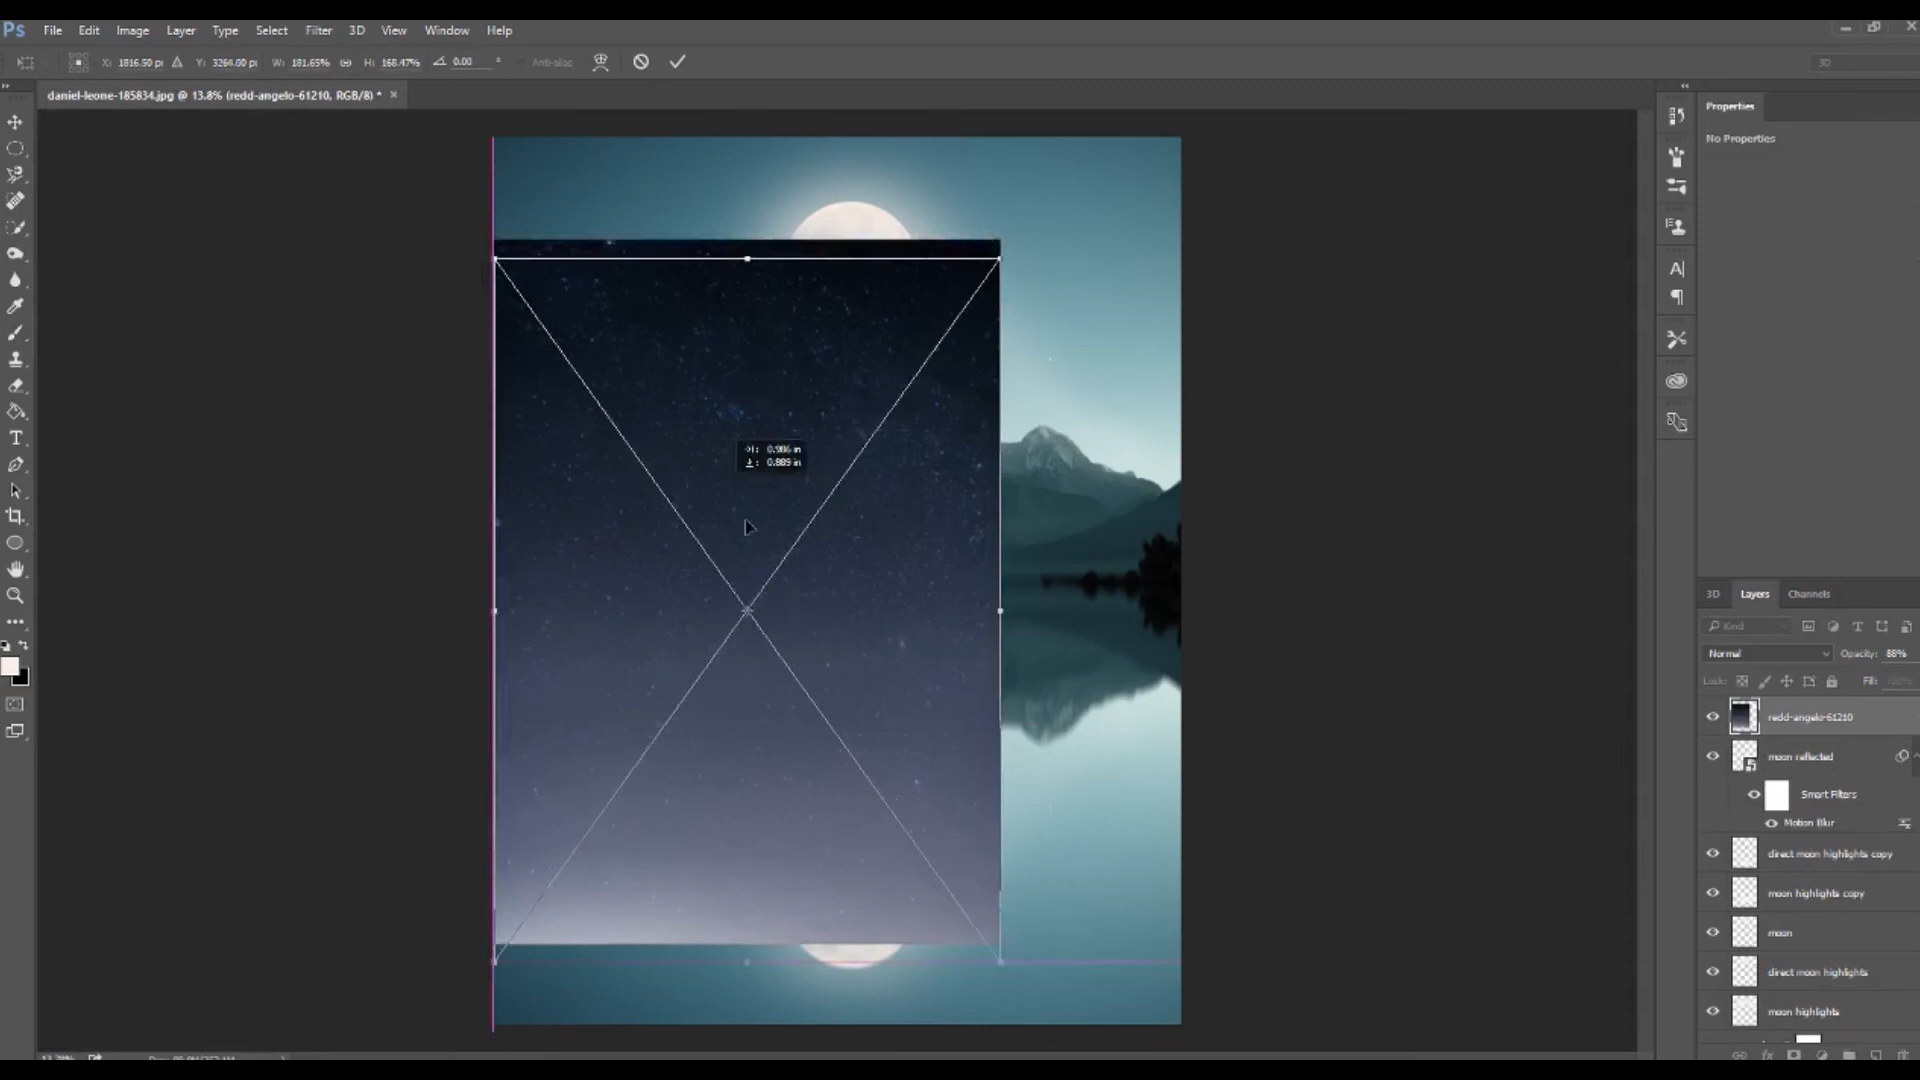 Ps File Edit Image Layer Type Select Filter 3D View Window Help
X: 1816.50 pi Y: 3264.00 pi W: 181.65% H: 168.47% 0.00 ° Anti-alias 3D
daniel-leone-185834.jpg @ 13.8% (redd-angelo-61210, RGB/8) * ×
Properties
No Properties
0.986 in
0.889 in
3D Layers Channels
Kind
Normal Opacity: 88%
Lock: Fill: 100%
redd-angelo-61210
moon reflected
Smart Filters
Motion Blur
direct moon highlights copy
moon highlights copy
moon
direct moon highlights
moon highlights